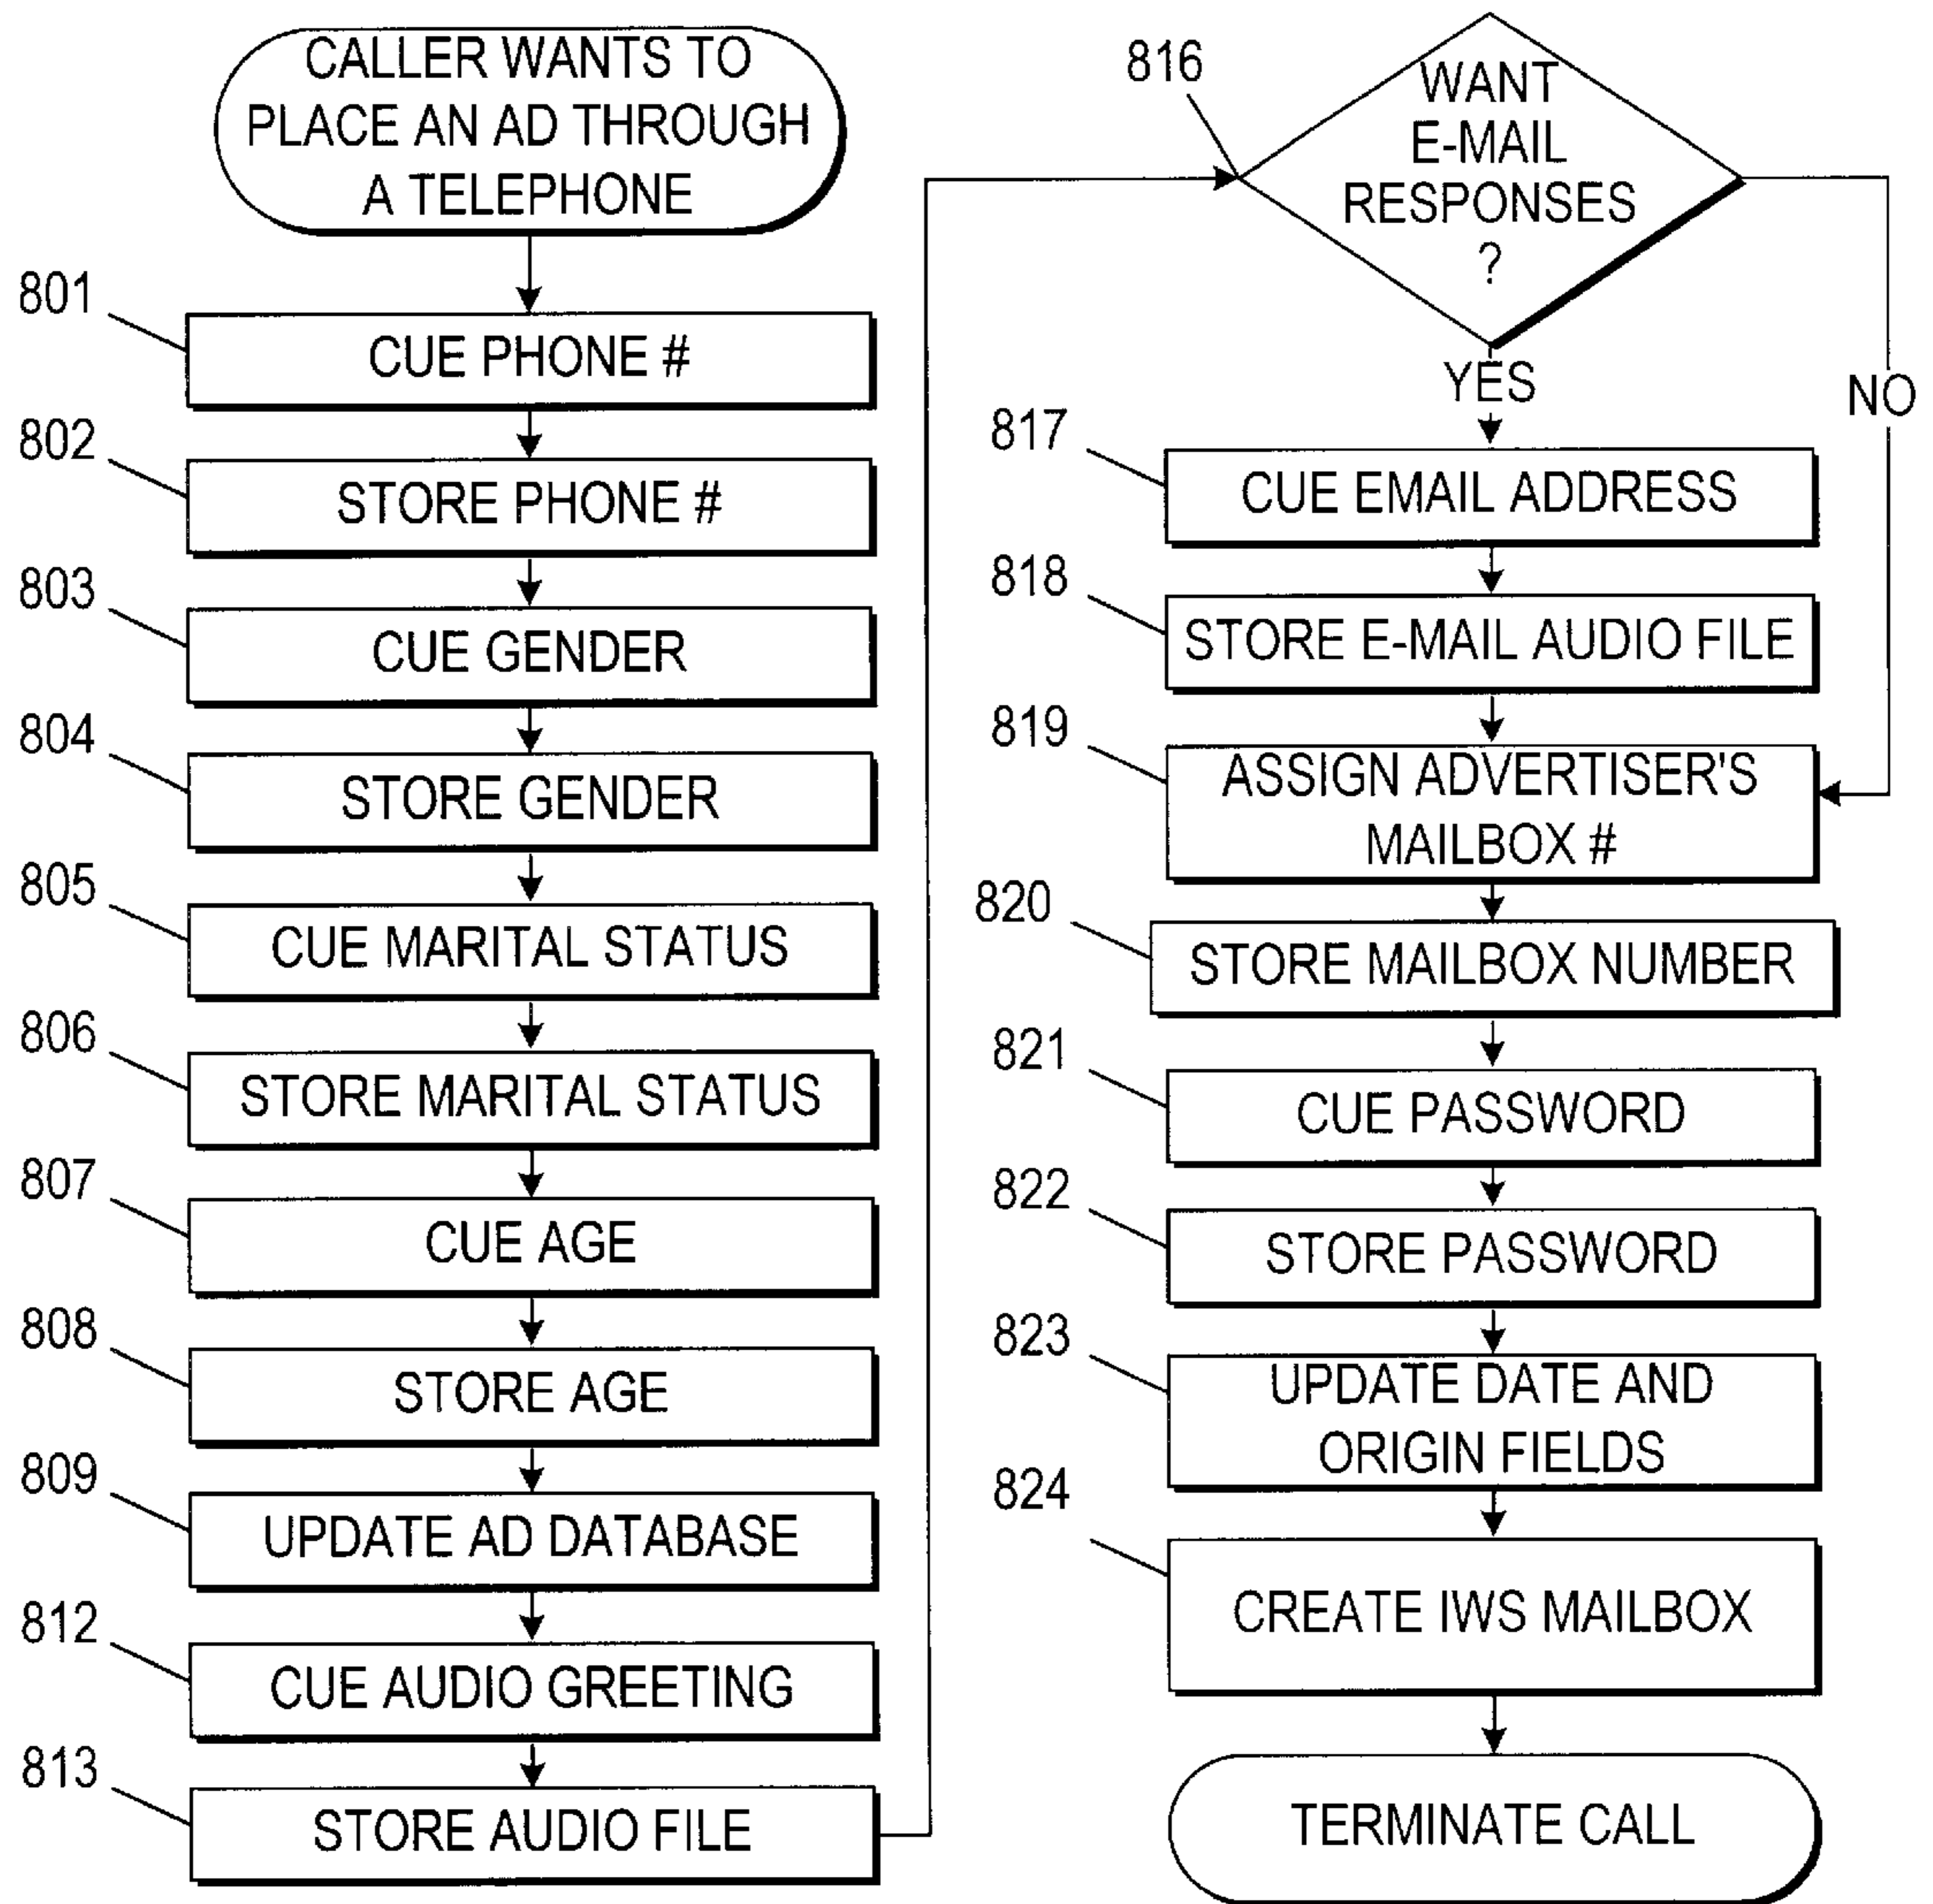 CALLER WANTS TO
PLACE AN AD THROUGH
A TELEPHONE
801
CUE PHONE #
802
STORE PHONE #
803
CUE GENDER
804
STORE GENDER
805
CUE MARITAL STATUS
806
STORE MARITAL STATUS
807
CUE AGE
808
STORE AGE
809
UPDATE AD DATABASE
812
CUE AUDIO GREETING
813
STORE AUDIO FILE
816
WANT
E-MAIL
RESPONSES
?
YES
NO
817
CUE EMAIL ADDRESS
818
STORE E-MAIL AUDIO FILE
819
ASSIGN ADVERTISER'S
MAILBOX #
820
STORE MAILBOX NUMBER
821
CUE PASSWORD
822
STORE PASSWORD
823
UPDATE DATE AND
ORIGIN FIELDS
824
CREATE IWS MAILBOX
TERMINATE CALL